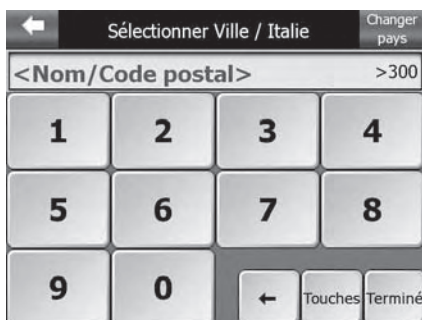 Sélectionner Ville / Italie
Changer
pays
<Nom/Code postal> >300
1 2 3 4
5 6 7 8
9 0 ← Touches Terminé